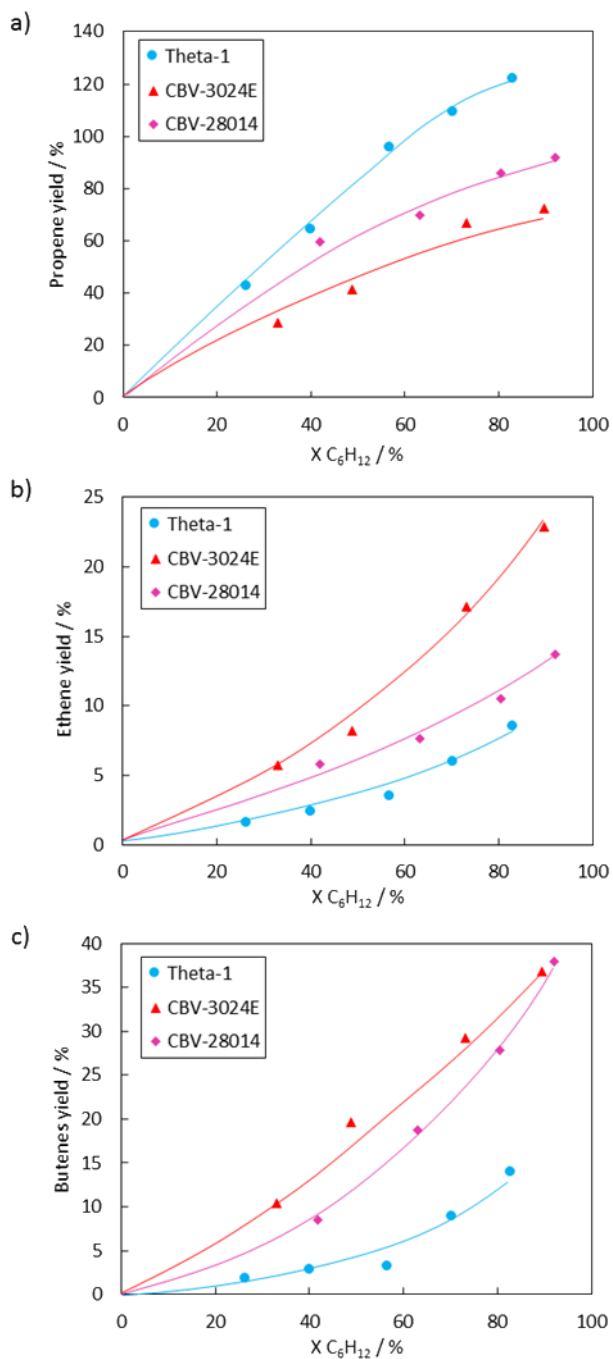 a)
140
120
100
80
60
40
20
0
Propene yield / %
Theta-1
CBV-3024E
CBV-28014
0 20 40 60 80 100
X C₆H₁₂ / %
b)
25
20
15
10
5
0
Ethene yield / %
Theta-1
CBV-3024E
CBV-28014
0 20 40 60 80 100
X C₆H₁₂ / %
c)
40
35
30
25
20
15
10
5
0
Butenes yield / %
Theta-1
CBV-3024E
CBV-28014
0 20 40 60 80 100
X C₆H₁₂ / %